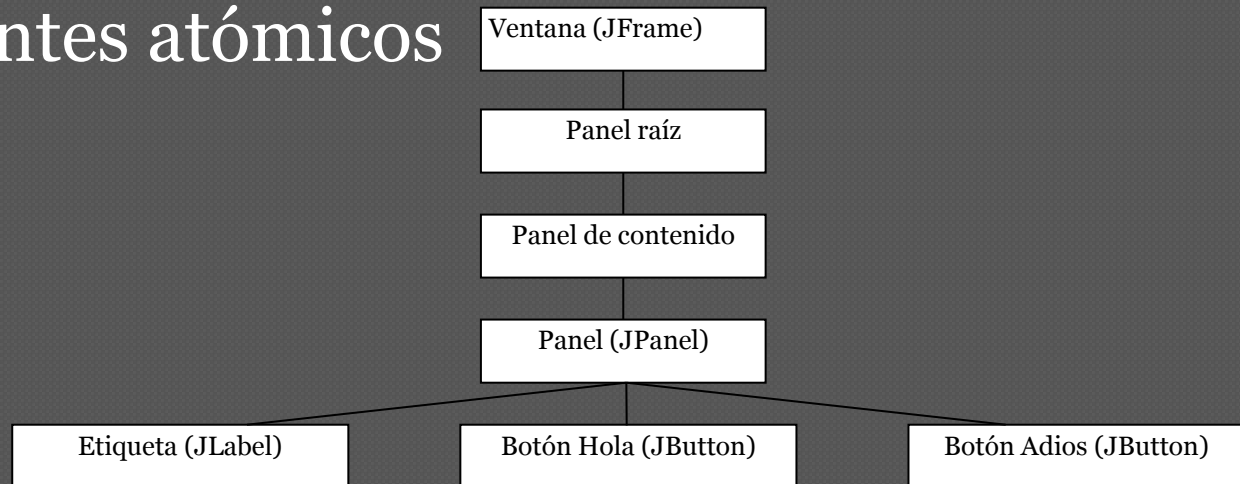 ntes atómicos
Ventana (JFrame)
Panel raíz
Panel de contenido
Panel (JPanel)
Etiqueta (JLabel)
Botón Hola (JButton)
Botón Adios (JButton)